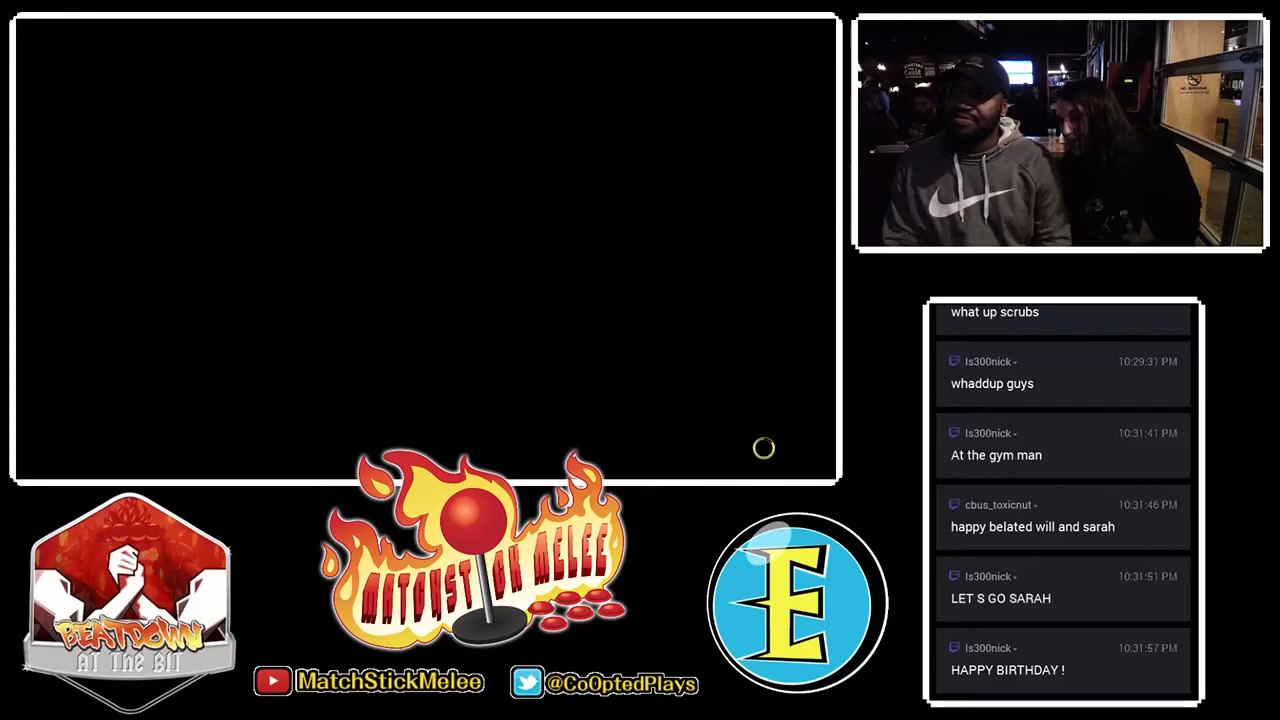 what up scrubs
ls300nick
10:29:31 PM
whaddup guys
ls300nick
10:31:41 PM
At the gym man
cbus_toxicnut
10:31:46 PM
happy belated will and sarah
ls300nick
10:31:51 PM
LET S GO SARAH
ls300nick
10:31:57 PM
HAPPY BIRTHDAY !
BEATDOWN
AT THE BIT
MATCHSTICK MELEE
E
MatchStickMelee
@Co0ptedPlays